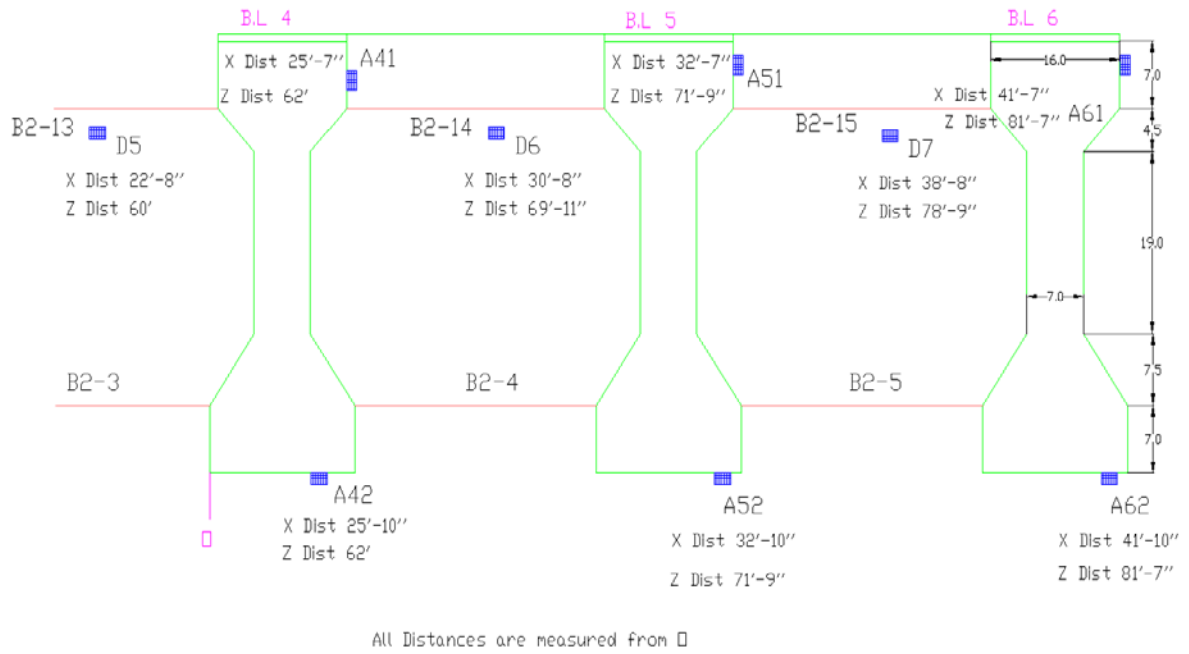 B.L 4
B.L 5
B.L 6
X Dist 25'-7"
A41
Z Dist 62'
X Dist 32'-7"
A51
Z Dist 71'-9"
16.0
7.0
X Dist 41'-7"
A61
Z Dist 81'-7"
4.5
B2-13
D5
X Dist 22'-8"
Z Dist 60'
B2-14
D6
X Dist 30'-8"
Z Dist 69'-11"
B2-15
D7
X Dist 38'-8"
Z Dist 78'-9"
19.0
7.0
7.5
B2-3
B2-4
B2-5
7.0
A42
X Dist 25'-10"
Z Dist 62'
A52
X Dist 32'-10"
Z Dist 71'-9"
A62
X Dist 41'-10"
Z Dist 81'-7"
All Distances are measured from